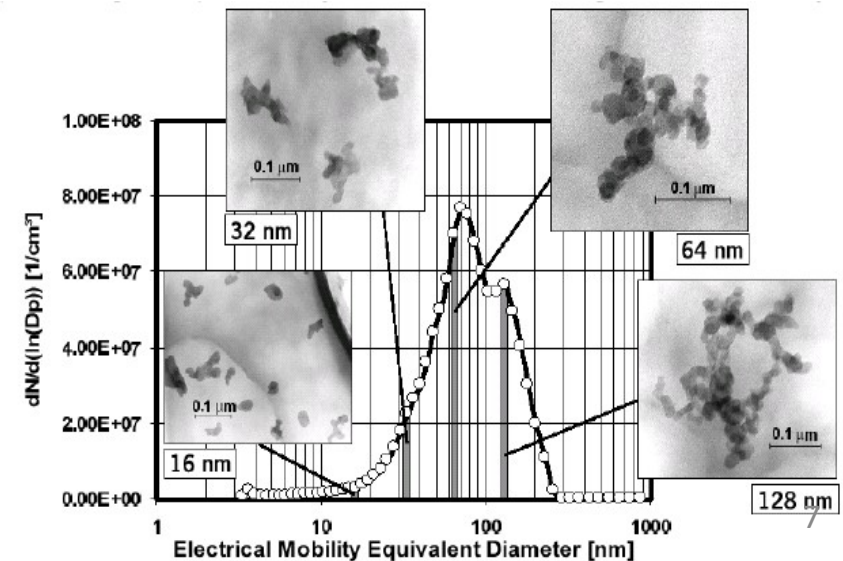 0.1 μm
32 nm
0.1 μm
64 nm
0.1 μm
16 nm
0.1 μm
128 nm
7
dN/d(ln(Dp)) [1/cm³]
1.00E+08
8.00E+07
6.00E+07
4.00E+07
2.00E+07
0.00E+00
1 10 100 1000
Electrical Mobility Equivalent Diameter [nm]